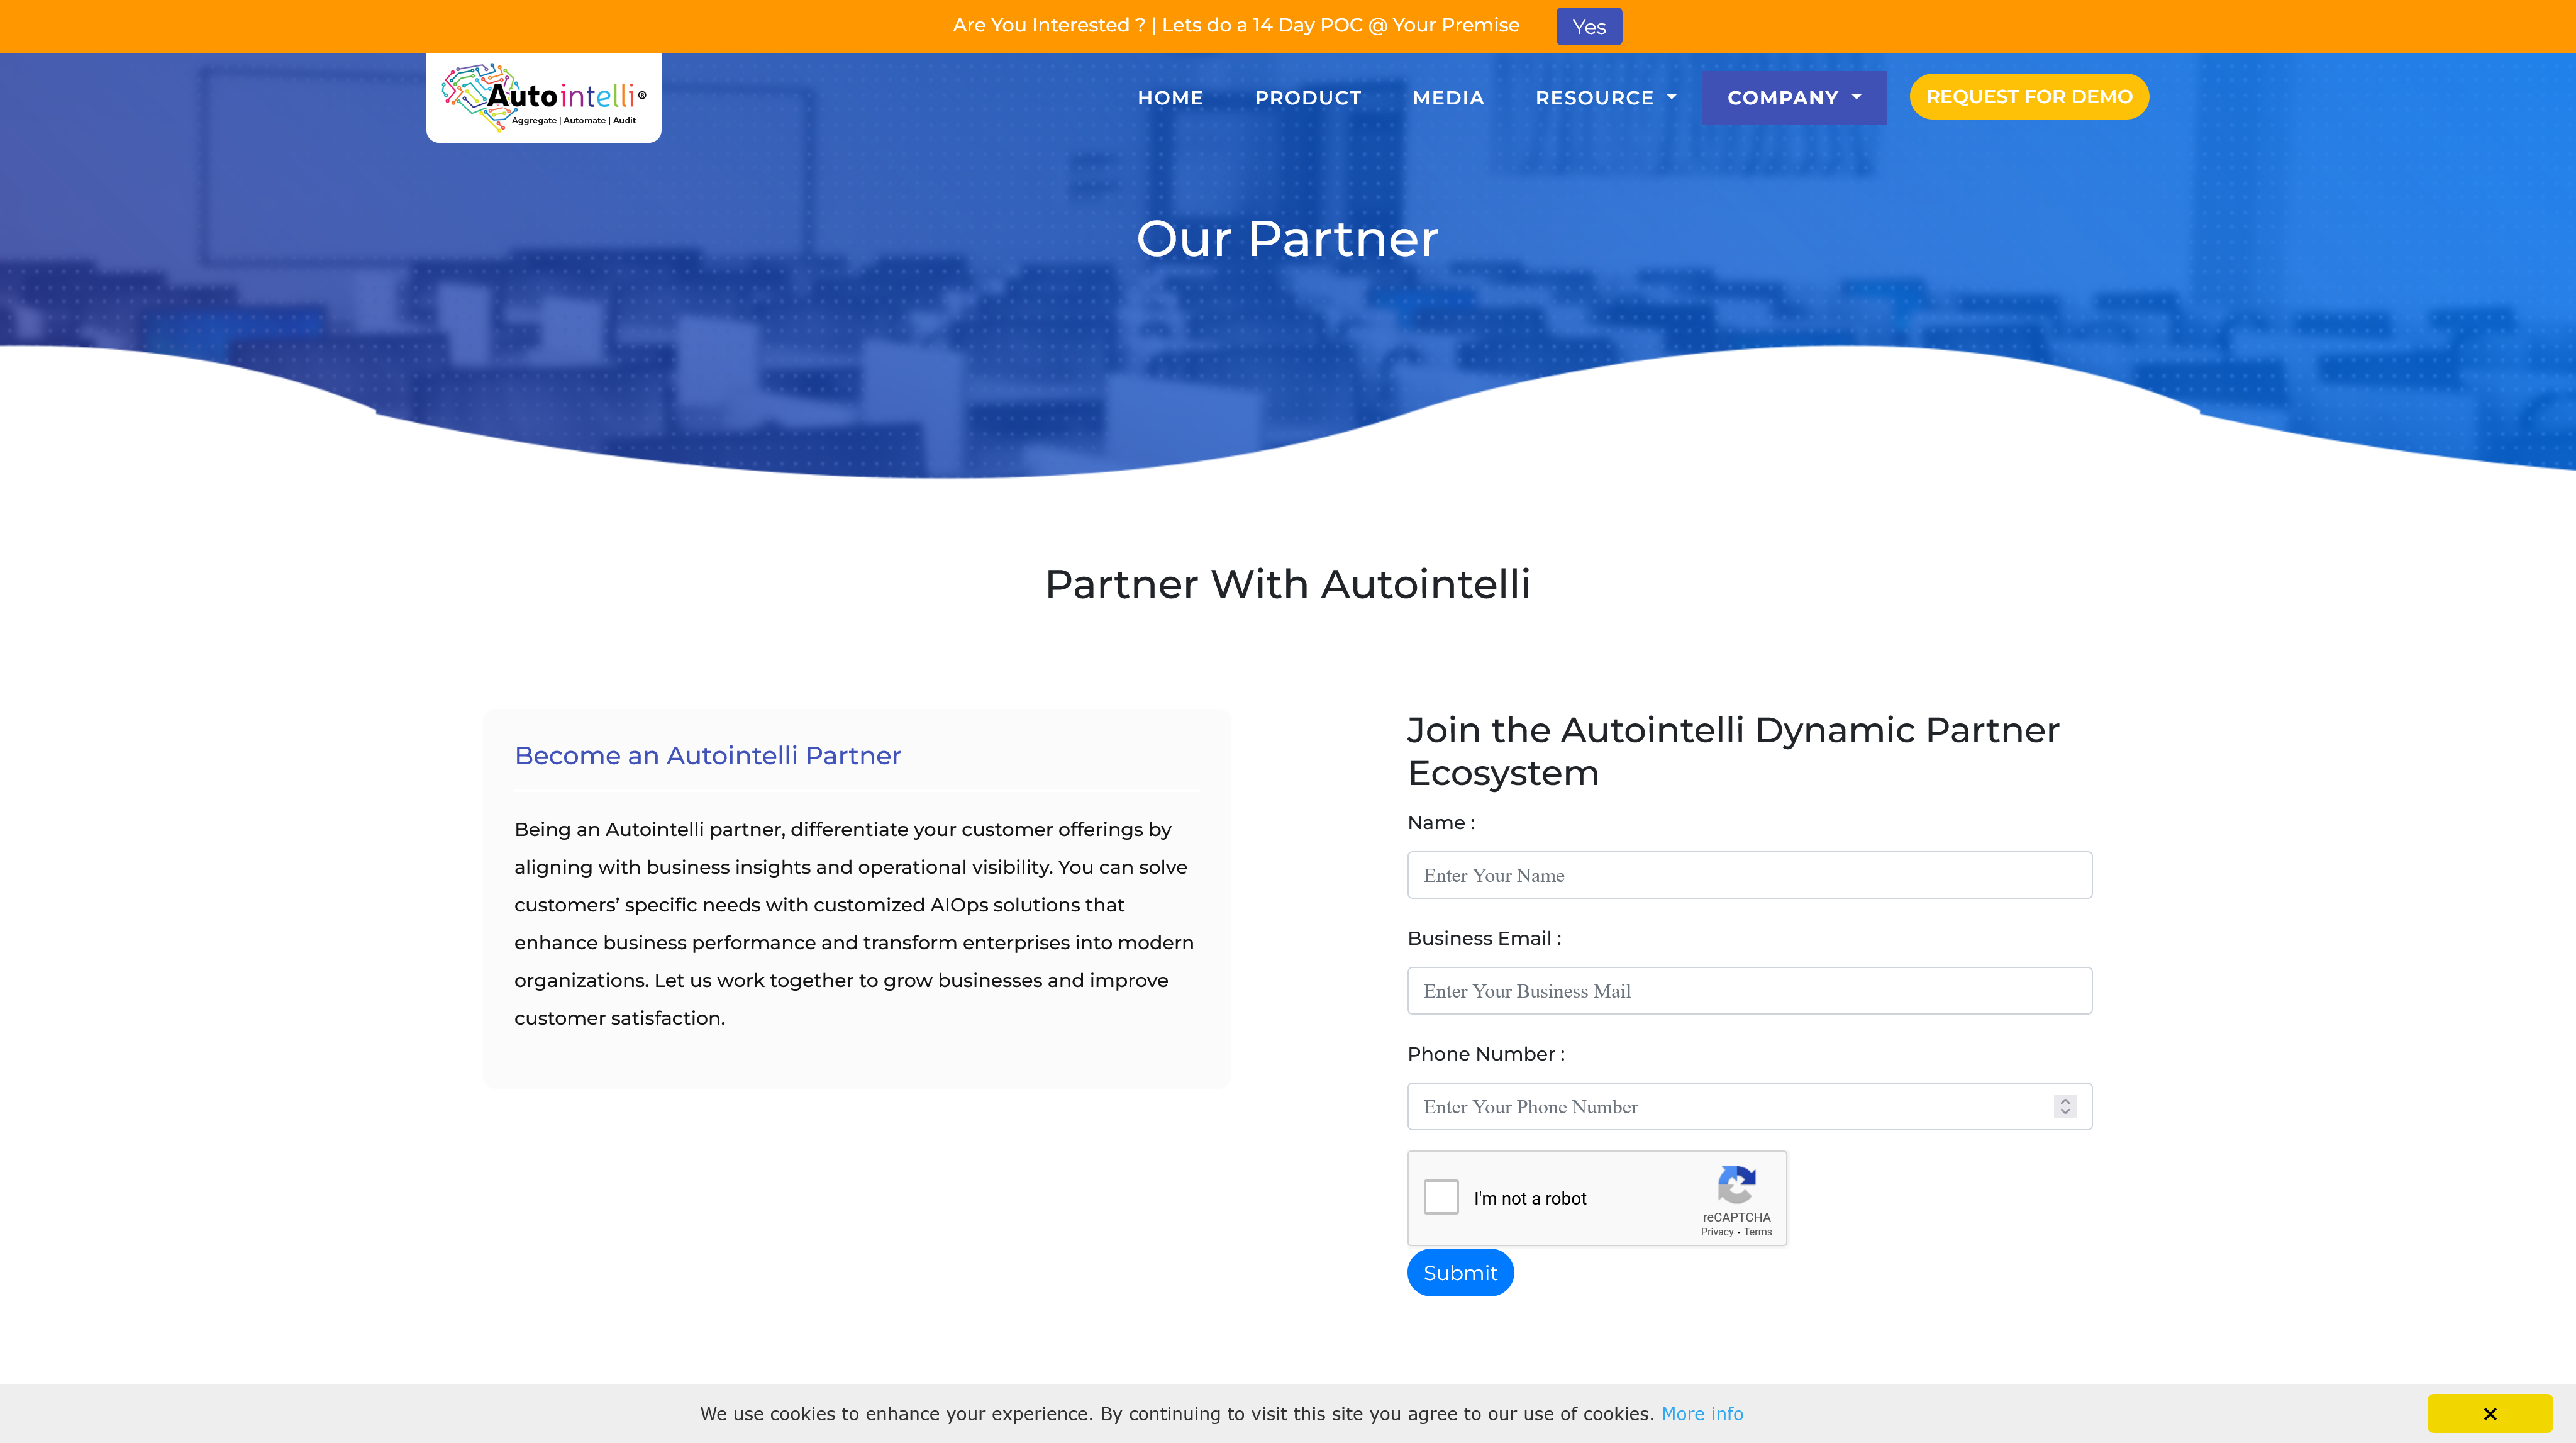 Are You Interested ? | Lets do a 14 Day POC @ Your Premise
Yes
Autointelli®
Aggregate | Automate | Audit
HOME
PRODUCT
MEDIA
RESOURCE
COMPANY
REQUEST FOR DEMO
Our Partner
Partner With Autointelli
Become an Autointelli Partner
Being an Autointelli partner, differentiate your customer offerings by
aligning with business insights and operational visibility. You can solve
customers’ specific needs with customized AIOps solutions that
enhance business performance and transform enterprises into modern
organizations. Let us work together to grow businesses and improve
customer satisfaction.
Join the Autointelli Dynamic Partner
Ecosystem
Name :
Enter Your Name
Business Email :
Enter Your Business Mail
Phone Number :
Enter Your Phone Number
I'm not a robot
reCAPTCHA
Privacy - Terms
Submit
We use cookies to enhance your experience. By continuing to visit this site you agree to our use of cookies. More info